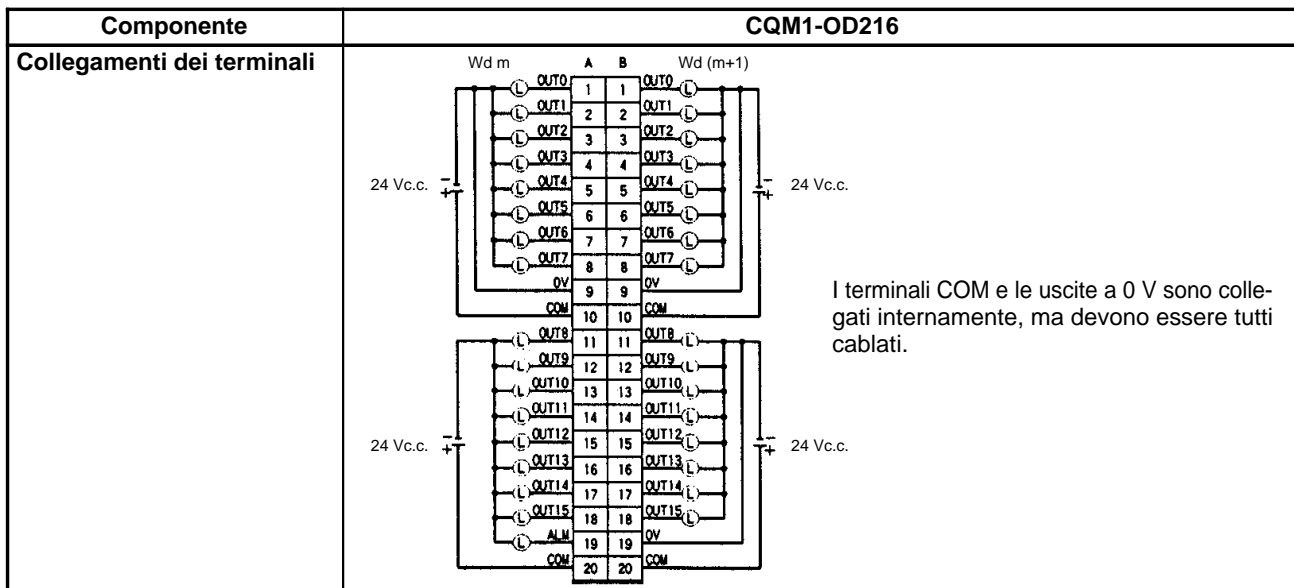 Componente CQM1-OD216
Collegamenti dei terminali
Wd m A B Wd (m+1)
OUT0 1 1 OUT0
L L
OUT1 2 2 OUT1
L L
OUT2 3 3 OUT2
L L
OUT3 4 4 OUT3
L L
24 Vc.c. − + OUT4 5 5 OUT4 − + 24 Vc.c.
L L
OUT5 6 6 OUT5
L L
OUT6 7 7 OUT6
L L
OUT7 8 8 OUT7
L L
0V 9 9 0V
COM 10 10 COM
OUT8 11 11 OUT8
L L
OUT9 12 12 OUT9
L L
OUT10 13 13 OUT10
L L
OUT11 14 14 OUT11
L L
24 Vc.c. − + OUT12 15 15 OUT12 − + 24 Vc.c.
L L
OUT13 16 16 OUT13
L L
OUT14 17 17 OUT14
L L
OUT15 18 18 OUT15
L L
ALM 19 19 0V
L
COM 20 20 COM
I terminali COM e le uscite a 0 V sono colle-
gati internamente, ma devono essere tutti
cablati.